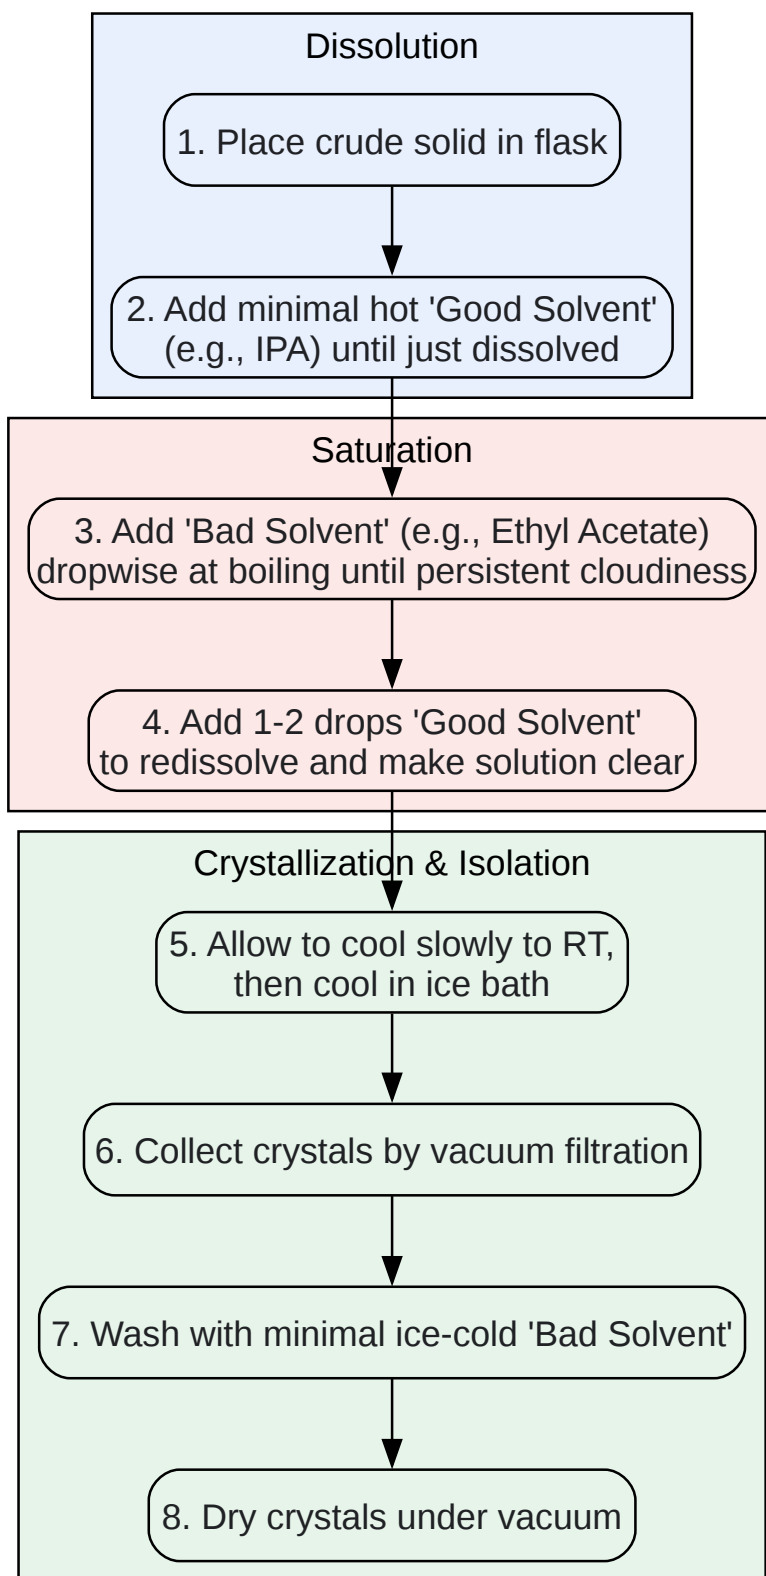 Dissolution
1. Place crude solid in flask
2. Add minimal hot 'Good Solvent'
(e.g., IPA) until just dissolved
Saturation
3. Add 'Bad Solvent' (e.g., Ethyl Acetate)
dropwise at boiling until persistent cloudiness
4. Add 1-2 drops 'Good Solvent'
to redissolve and make solution clear
Crystallization & Isolation
5. Allow to cool slowly to RT,
then cool in ice bath
6. Collect crystals by vacuum filtration
7. Wash with minimal ice-cold 'Bad Solvent'
8. Dry crystals under vacuum